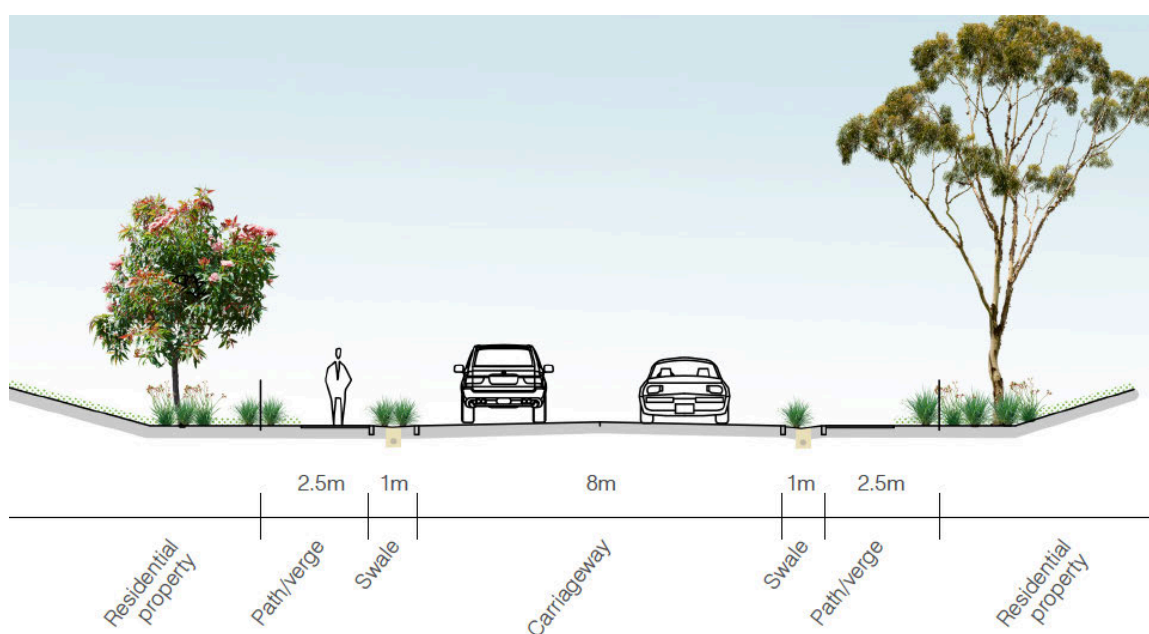 2.5m
1m
8m
1m
2.5m
Residential
property
Path/verge
Swale
Carriageway
Swale
Path/verge
Residential
property